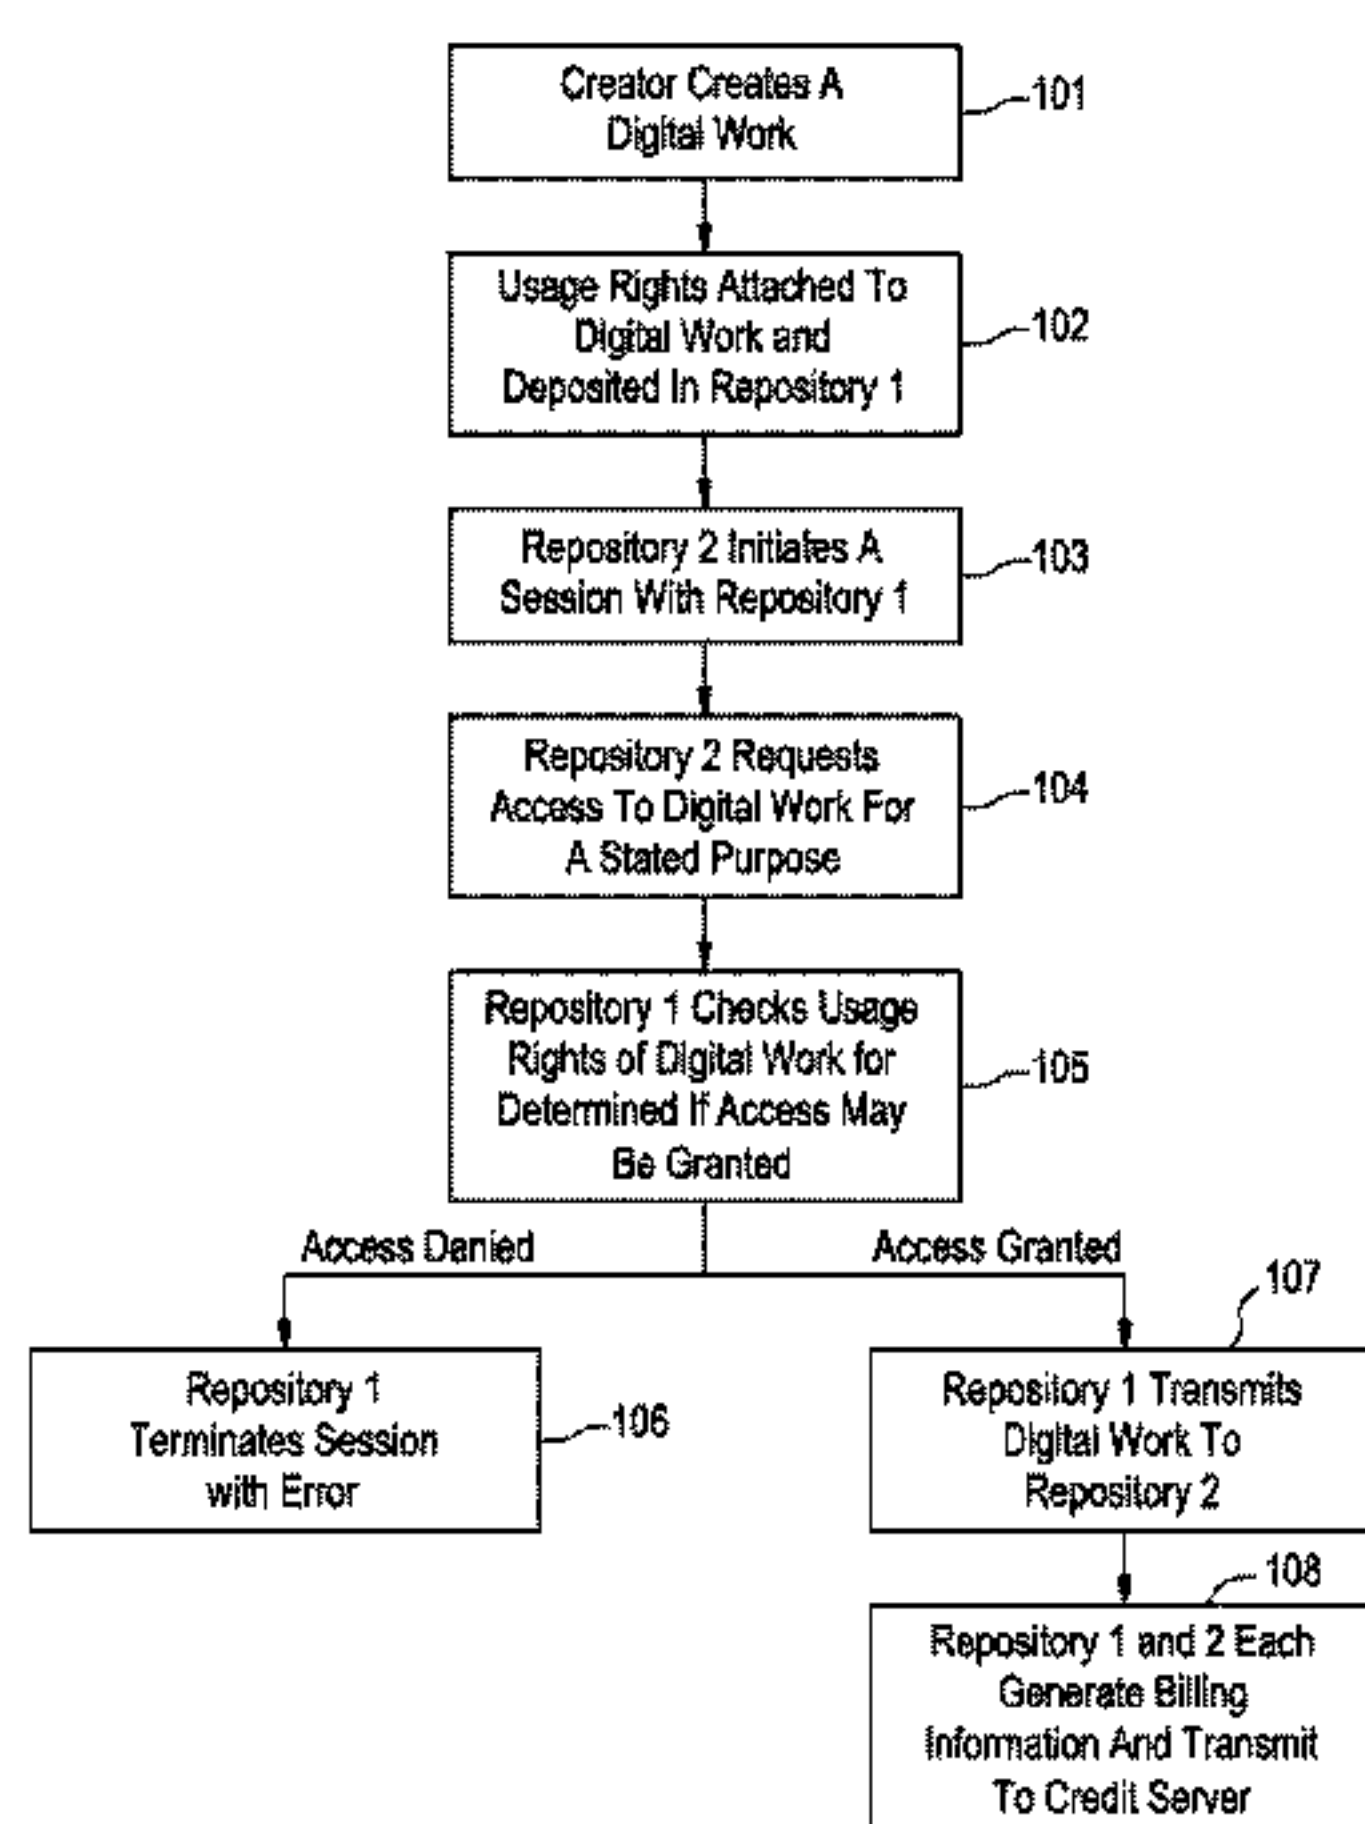 Creator Creates A
Digital Work
101
Usage Rights Attached To
Digital Work and
Deposited In Repository 1
102
Repository 2 Initiates A
Session With Repository 1
103
Repository 2 Requests
Access To Digital Work For
A Stated Purpose
104
Repository 1 Checks Usage
Rights of Digital Work for
Determined If Access May
Be Granted
105
Access Denied
Access Granted
107
Repository 1
Terminates Session
with Error
106
Repository 1 Transmits
Digital Work To
Repository 2
108
Repository 1 and 2 Each
Generate Billing
Information And Transmit
To Credit Server